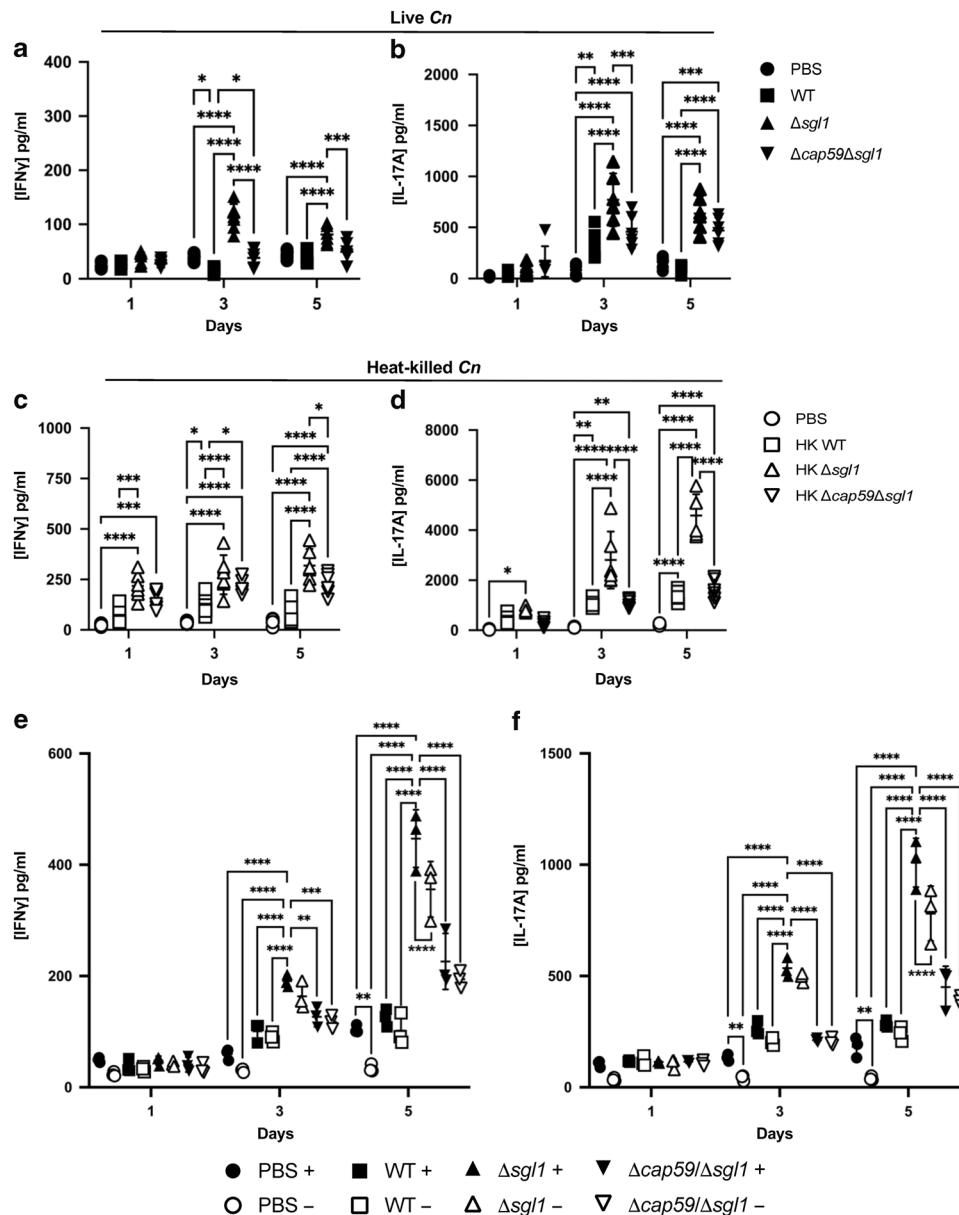 Live Cn
a
b
[IFNγ] pg/ml
400
300
200
100
50
0
* *
****
**** ****
***
****
****
1 3 5
Days
[IL-17A] pg/ml
2000
1500
1000
500
0
** ***
****
****
****
***
****
****
****
1 3 5
Days
PBS
WT
Δsgl1
Δcap59Δsgl1
Heat-killed Cn
c
d
[IFNγ] pg/ml
1000
750
500
250
0
***
***
****
* *
****
****
****
*
****
****
****
****
1 3 5
Days
[IL-17A] pg/ml
8000
6000
4000
2000
0
*
**
**
********
****
****
****
**** ****
****
1 3 5
Days
PBS
HK WT
HK Δsgl1
HK Δcap59Δsgl1
e
f
[IFNγ] pg/ml
600
400
200
0
****
****
**** ***
**** **
****
**** ****
**** ****
****
****
**
1 3 5
Days
[IL-17A] pg/ml
1500
1000
500
0
****
**** ****
**** ****
****
**
****
**** ****
**** ****
****
****
**
1 3 5
Days
PBS + WT + Δsgl1 + Δcap59/Δsgl1 +
PBS – WT – Δsgl1 – Δcap59/Δsgl1 –